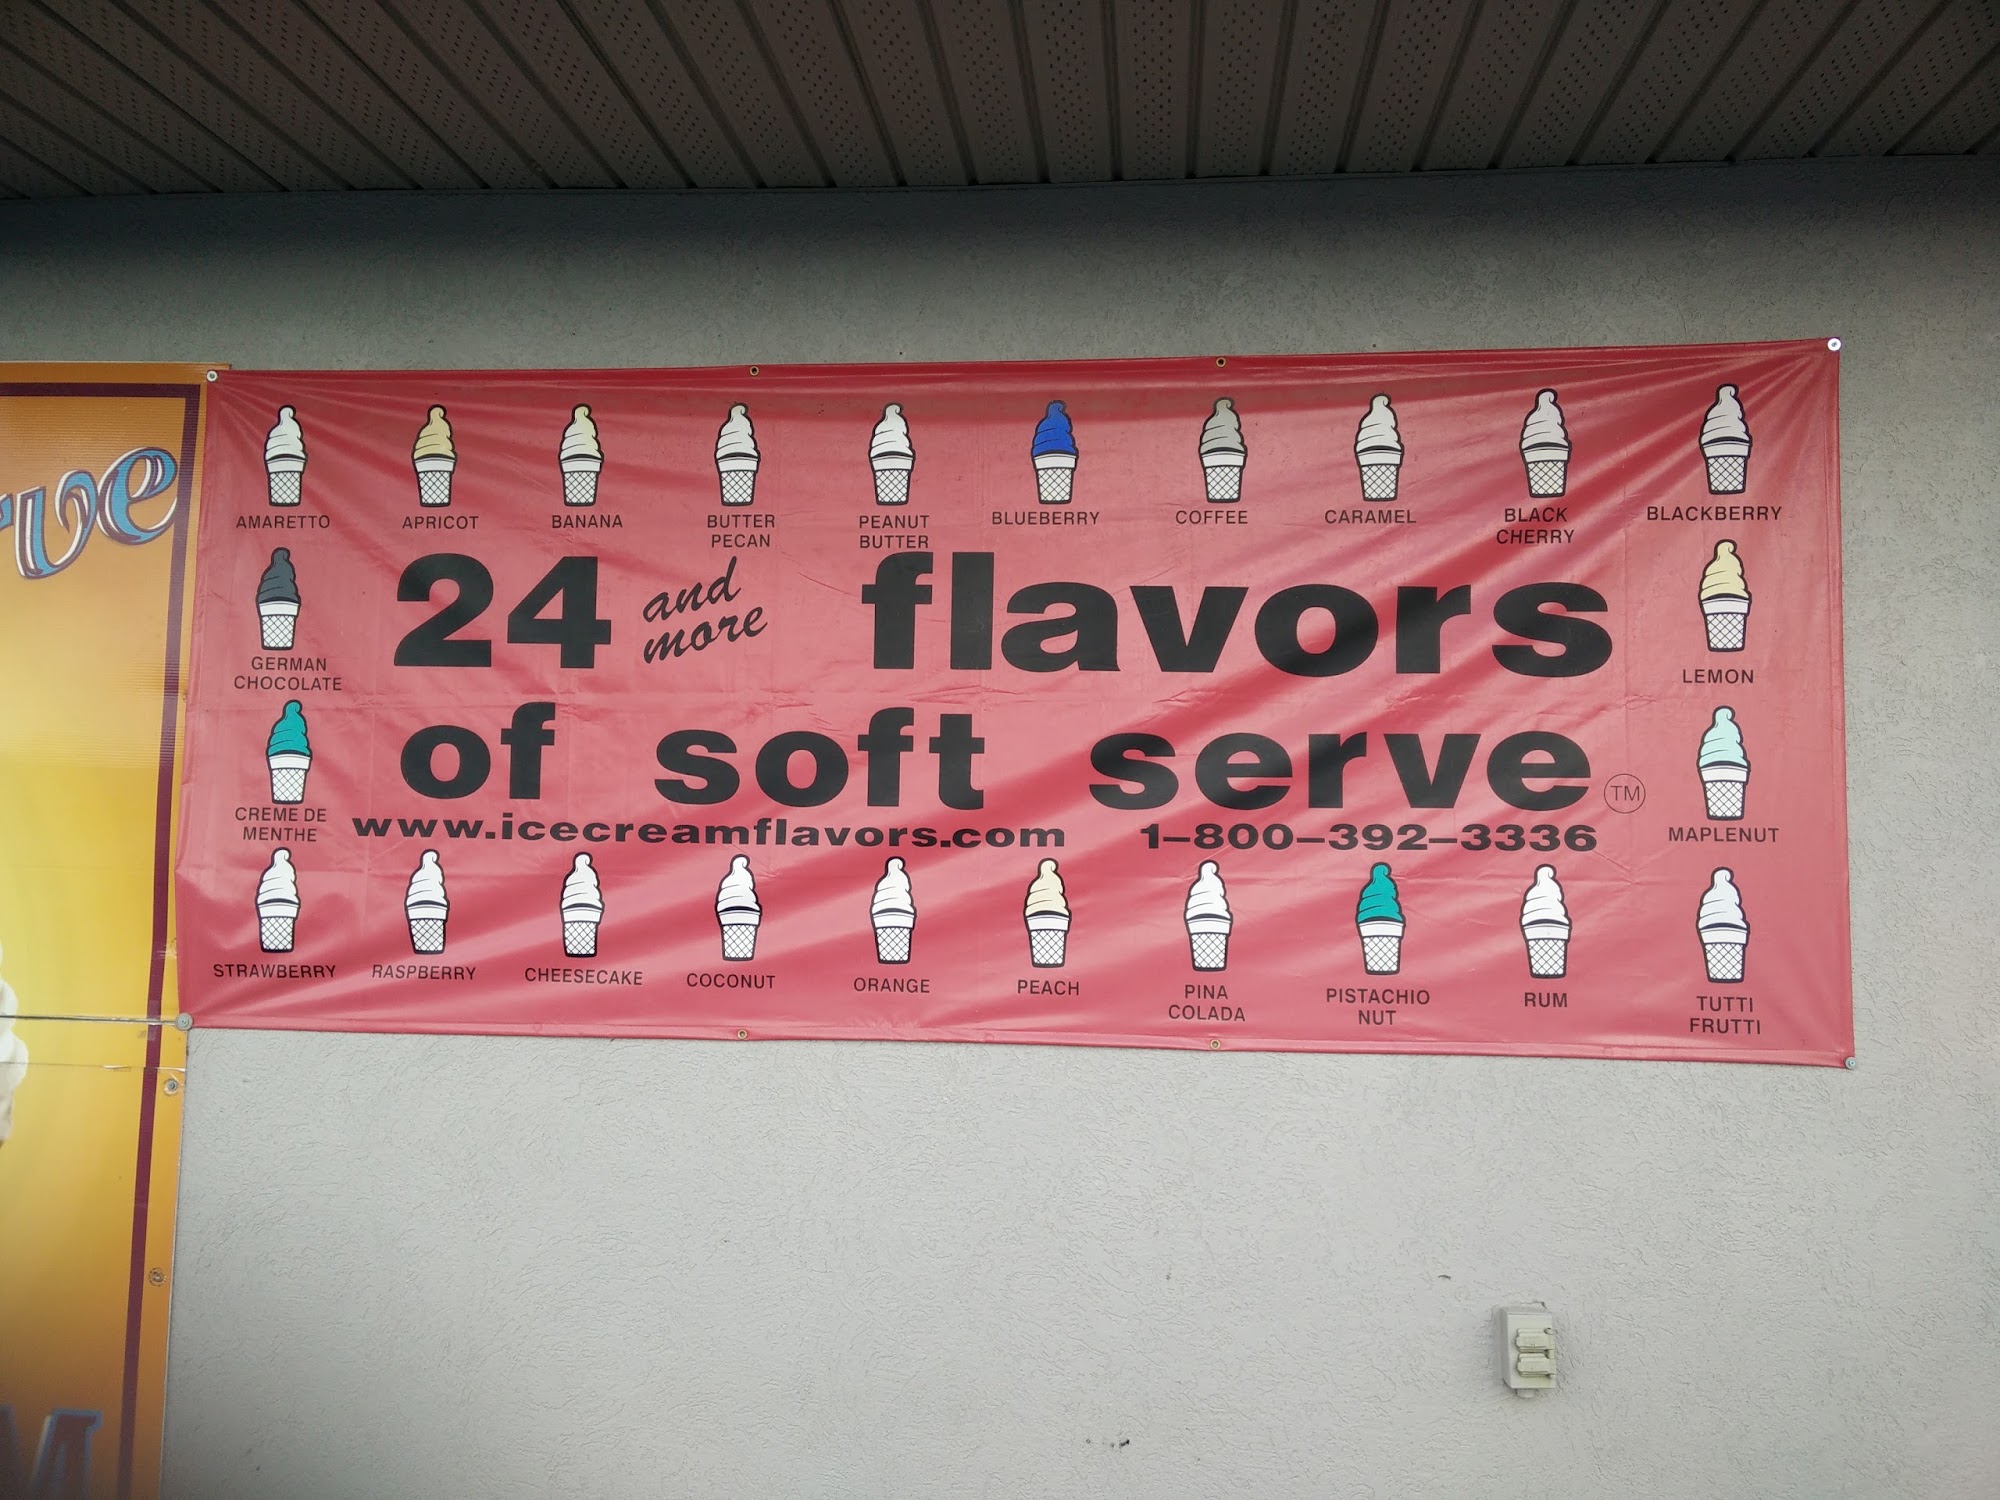 rve
AMARETTO
APRICOT
BANANA
BUTTER
PECAN
PEANUT
BUTTER
BLUEBERRY
COFFEE
CARAMEL
BLACK
CHERRY
BLACKBERRY
GERMAN
CHOCOLATE
24 and more flavors
LEMON
CREME DE
MENTHE
of soft serve TM
MAPLENUT
www.icecreamflavors.com 1-800-392-3336
STRAWBERRY
RASPBERRY
CHEESECAKE
COCONUT
ORANGE
PEACH
PINA
COLADA
PISTACHIO
NUT
RUM
TUTTI
FRUTTI
M